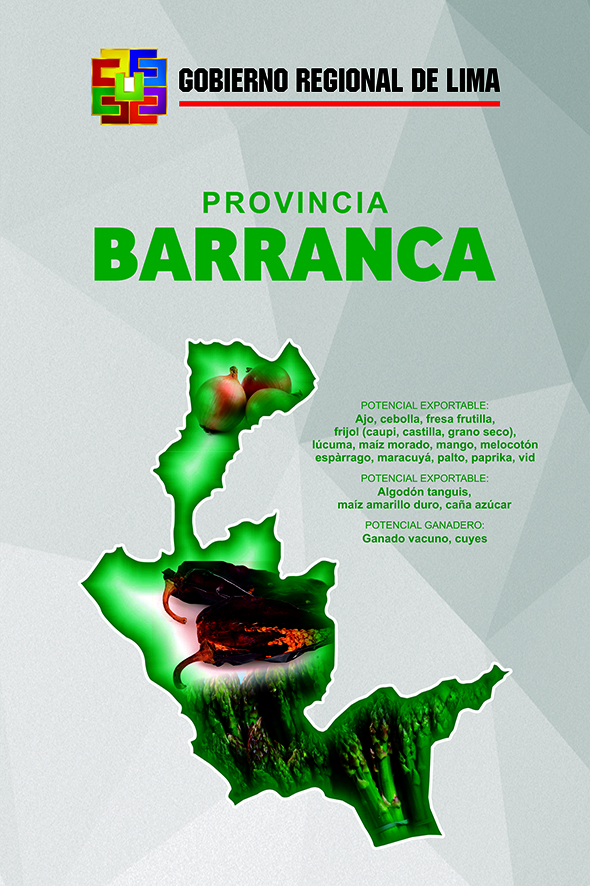 GOBIERNO REGIONAL DE LIMA
PROVINCIA
BARRANCA
POTENCIAL EXPORTABLE:
Ajo, cebolla, fresa frutilla,
frijol (caupi, castilla, grano seco),
lúcuma, maíz morado, mango, melocotón
espàrrago, maracuyá, palto, paprika, vid
POTENCIAL EXPORTABLE:
Algodón tanguis,
maíz amarillo duro, caña azúcar
POTENCIAL GANADERO:
Ganado vacuno, cuyes